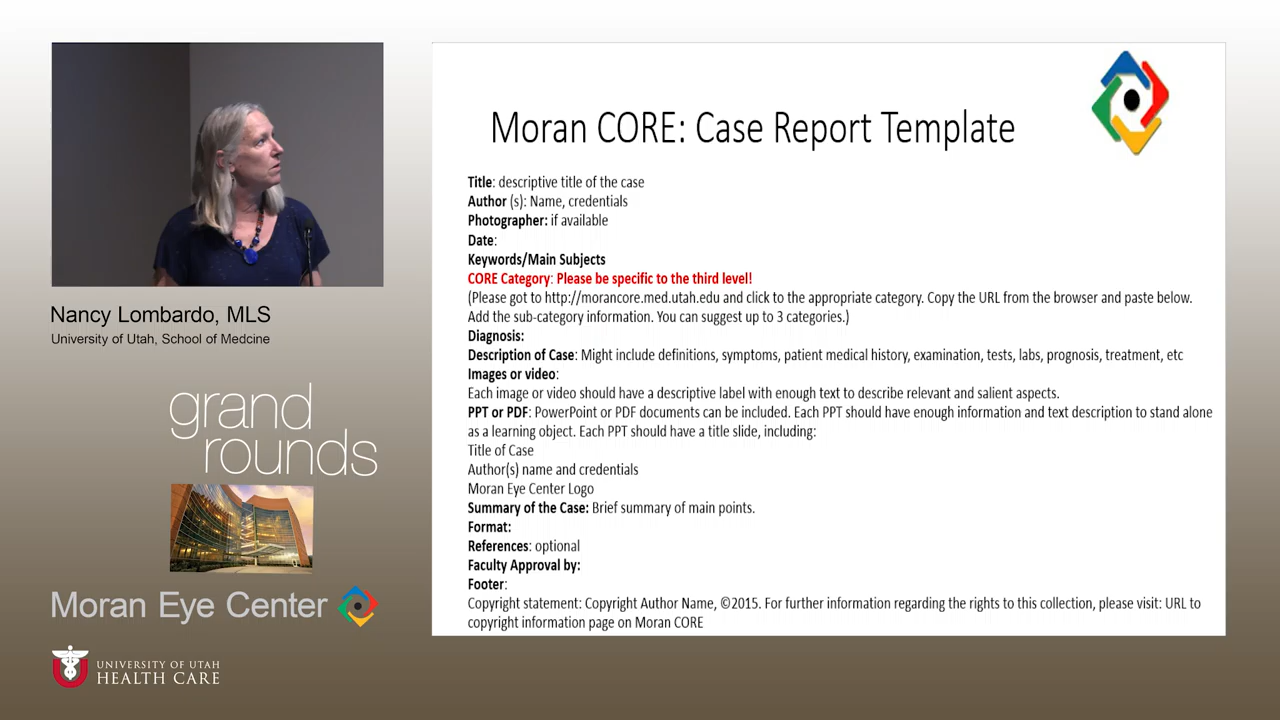 Nancy Lombardo, MLS
University of Utah, School of Medcine
grand
rounds
Moran Eye Center
UNIVERSITY OF UTAH
HEALTH CARE
Moran CORE: Case Report Template
Title: descriptive title of the case
Author (s): Name, credentials
Photographer: if available
Date:
Keywords/Main Subjects
CORE Category: Please be specific to the third level!
(Please got to http://morancore.med.utah.edu and click to the appropriate category. Copy the URL from the browser and paste below.
Add the sub-category information. You can suggest up to 3 categories.)
Diagnosis:
Description of Case: Might include definitions, symptoms, patient medical history, examination, tests, labs, prognosis, treatment, etc
Images or video:
Each image or video should have a descriptive label with enough text to describe relevant and salient aspects.
PPT or PDF: PowerPoint or PDF documents can be included. Each PPT should have enough information and text description to stand alone
as a learning object. Each PPT should have a title slide, including:
Title of Case
Author(s) name and credentials
Moran Eye Center Logo
Summary of the Case: Brief summary of main points.
Format:
References: optional
Faculty Approval by:
Footer:
Copyright statement: Copyright Author Name, ©2015. For further information regarding the rights to this collection, please visit: URL to
copyright information page on Moran CORE